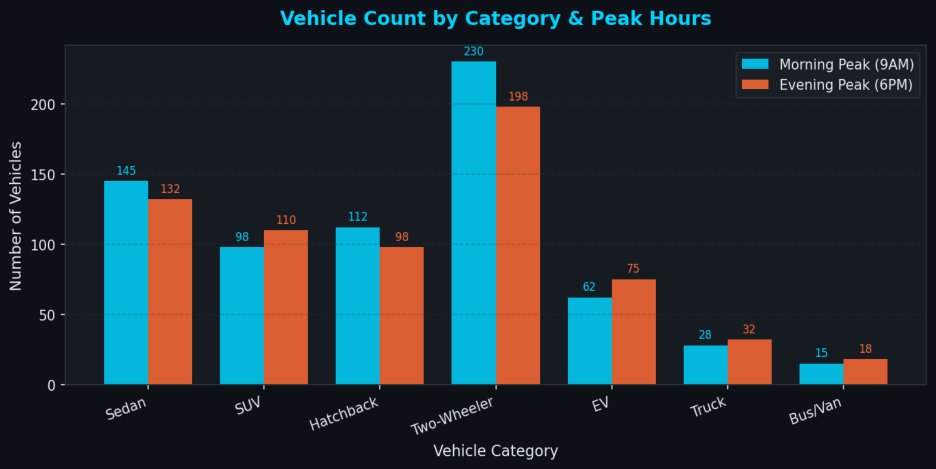 Vehicle Count by Category & Peak Hours
Morning Peak (9AM)
Evening Peak (6PM)
Number of Vehicles
200
150
100
50
0
145
132
98
110
112
98
230
198
62
75
28
32
15
18
Sedan
SUV
Hatchback
Two-Wheeler
EV
Truck
Bus/Van
Vehicle Category